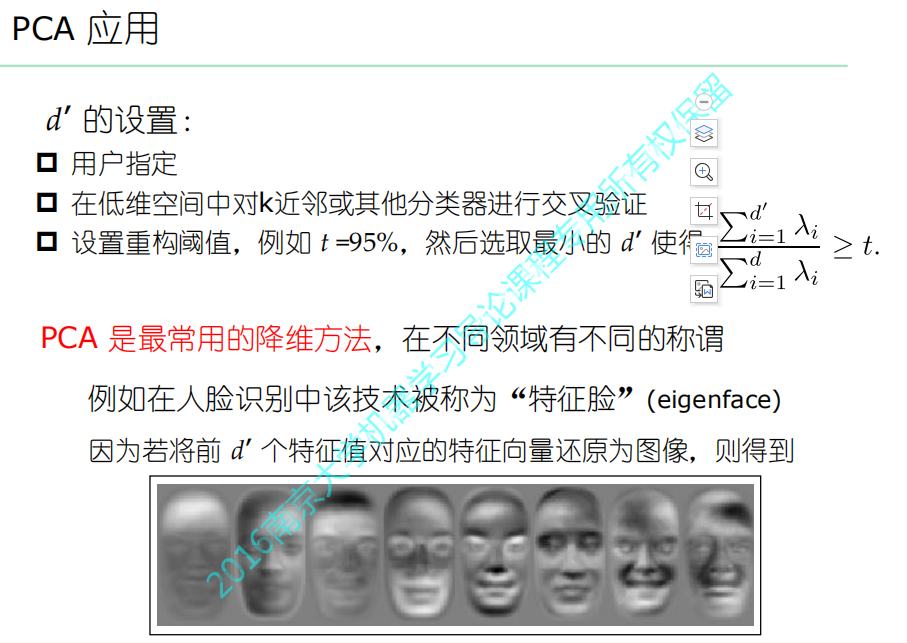 PCA 应用
d′ 的设置：
用户指定
在低维空间中对k近邻或其他分类器进行交叉验证
设置重构阈值，例如 t =95%，然后选取最小的 d′ 使得 \frac{\sum_{i=1}^{d′} λ_i}{\sum_{i=1}^{d} λ_i} ≥ t.
PCA 是最常用的降维方法，在不同领域有不同的称谓
例如在人脸识别中该技术被称为“特征脸”(eigenface)
因为若将前 d′ 个特征值对应的特征向量还原为图像，则得到
2016南京大学机器学习导论课程专用所有权保留